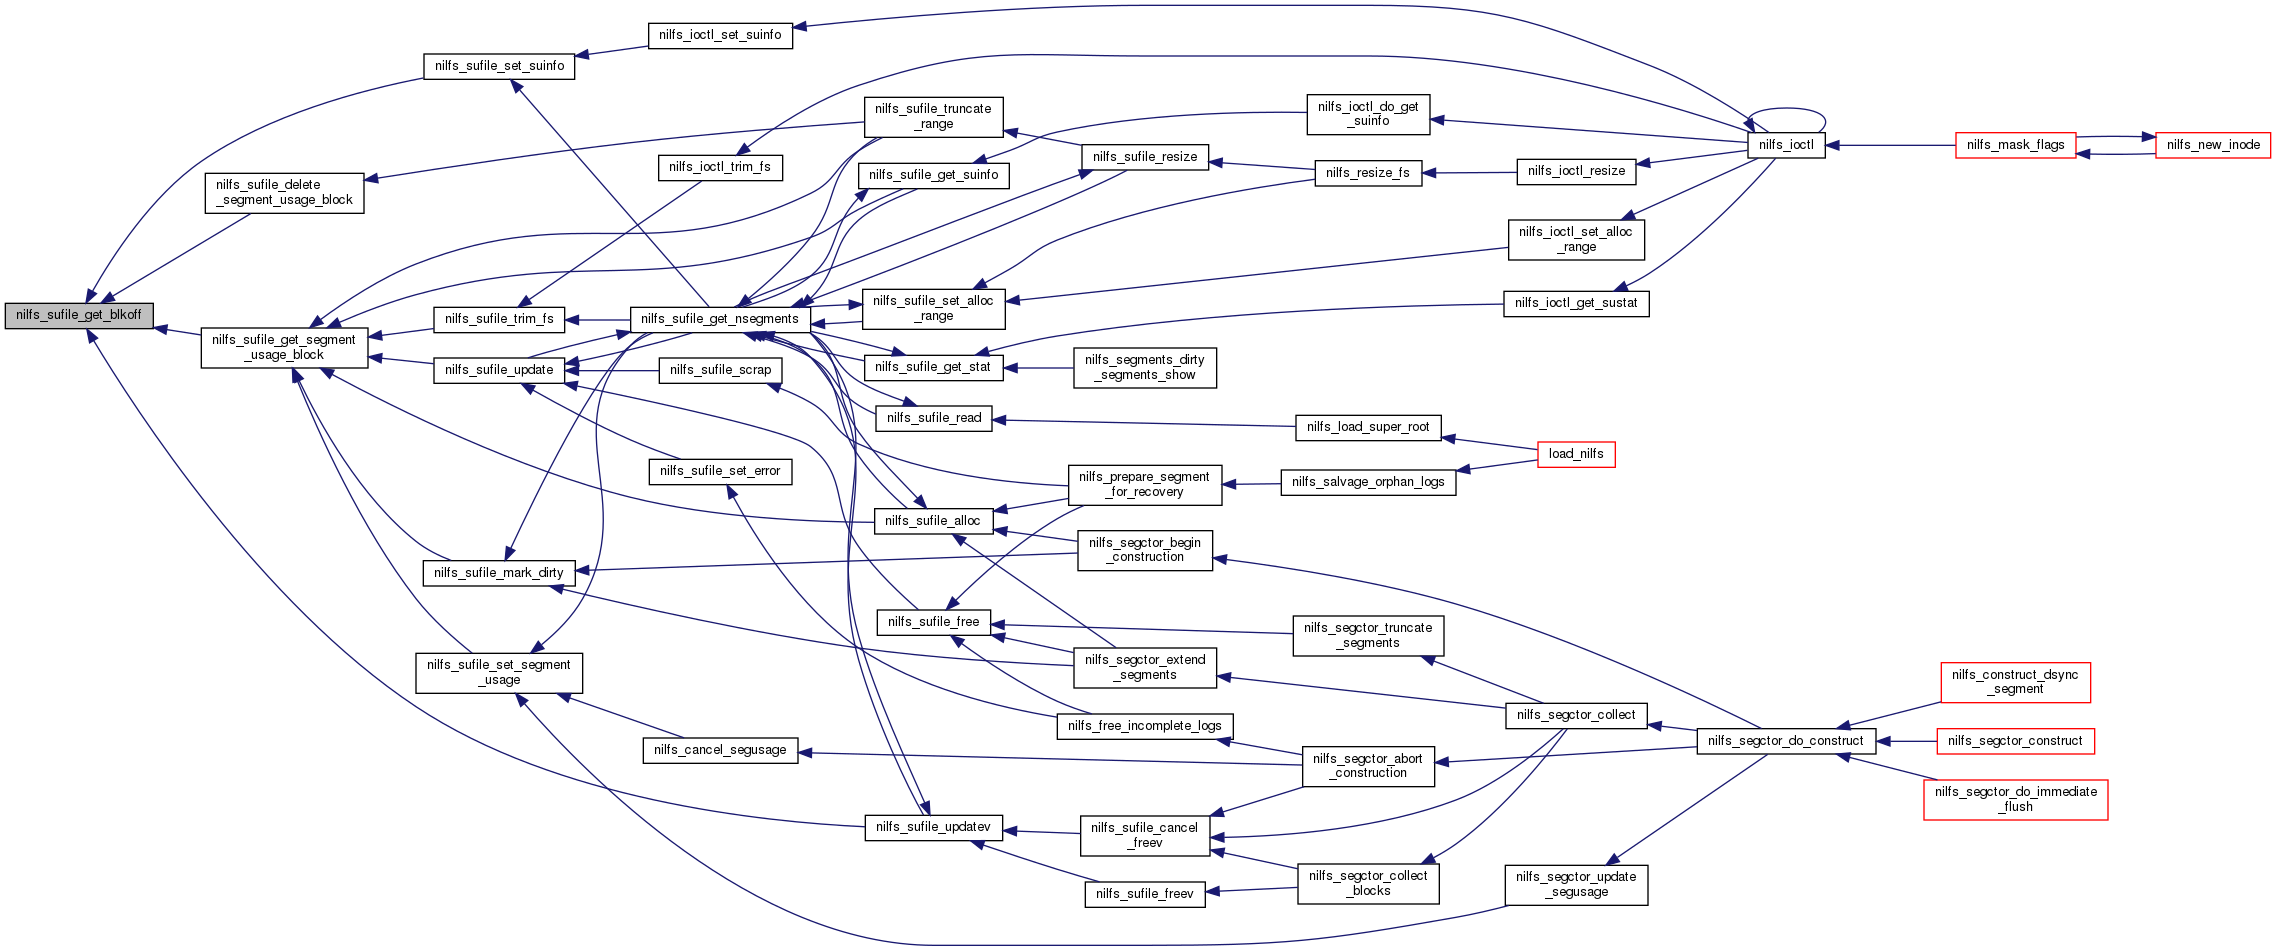 nilfs_sufile_get_blkoff
nilfs_sufile_set_suinfo
nilfs_sufile_delete
_segment_usage_block
nilfs_sufile_get_segment
_usage_block
nilfs_sufile_trim_fs
nilfs_sufile_update
nilfs_sufile_mark_dirty
nilfs_sufile_set_segment
_usage
nilfs_ioctl_set_suinfo
nilfs_ioctl_trim_fs
nilfs_sufile_get_nsegments
nilfs_sufile_scrap
nilfs_sufile_set_error
nilfs_cancel_segusage
nilfs_sufile_truncate
_range
nilfs_sufile_get_suinfo
nilfs_sufile_set_alloc
_range
nilfs_sufile_get_stat
nilfs_sufile_read
nilfs_sufile_alloc
nilfs_sufile_free
nilfs_sufile_updatev
nilfs_sufile_resize
nilfs_segments_dirty
_segments_show
nilfs_prepare_segment
_for_recovery
nilfs_segctor_begin
_construction
nilfs_segctor_extend
_segments
nilfs_free_incomplete_logs
nilfs_sufile_cancel
_freev
nilfs_sufile_freev
nilfs_ioctl_do_get
_suinfo
nilfs_resize_fs
nilfs_load_super_root
nilfs_salvage_orphan_logs
nilfs_segctor_truncate
_segments
nilfs_segctor_abort
_construction
nilfs_segctor_collect
_blocks
nilfs_ioctl_resize
nilfs_ioctl_set_alloc
_range
nilfs_ioctl_get_sustat
load_nilfs
nilfs_segctor_collect
nilfs_segctor_update
_segusage
nilfs_ioctl
nilfs_segctor_do_construct
nilfs_mask_flags
nilfs_construct_dsync
_segment
nilfs_segctor_construct
nilfs_segctor_do_immediate
_flush
nilfs_new_inode